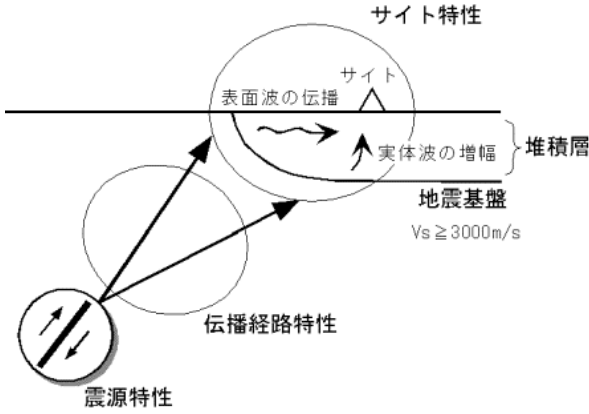 サイト特性
サイト
表面波の伝播
実体波の増幅
堆積層
地震基盤
Vs≧3000m/s
伝播経路特性
震源特性